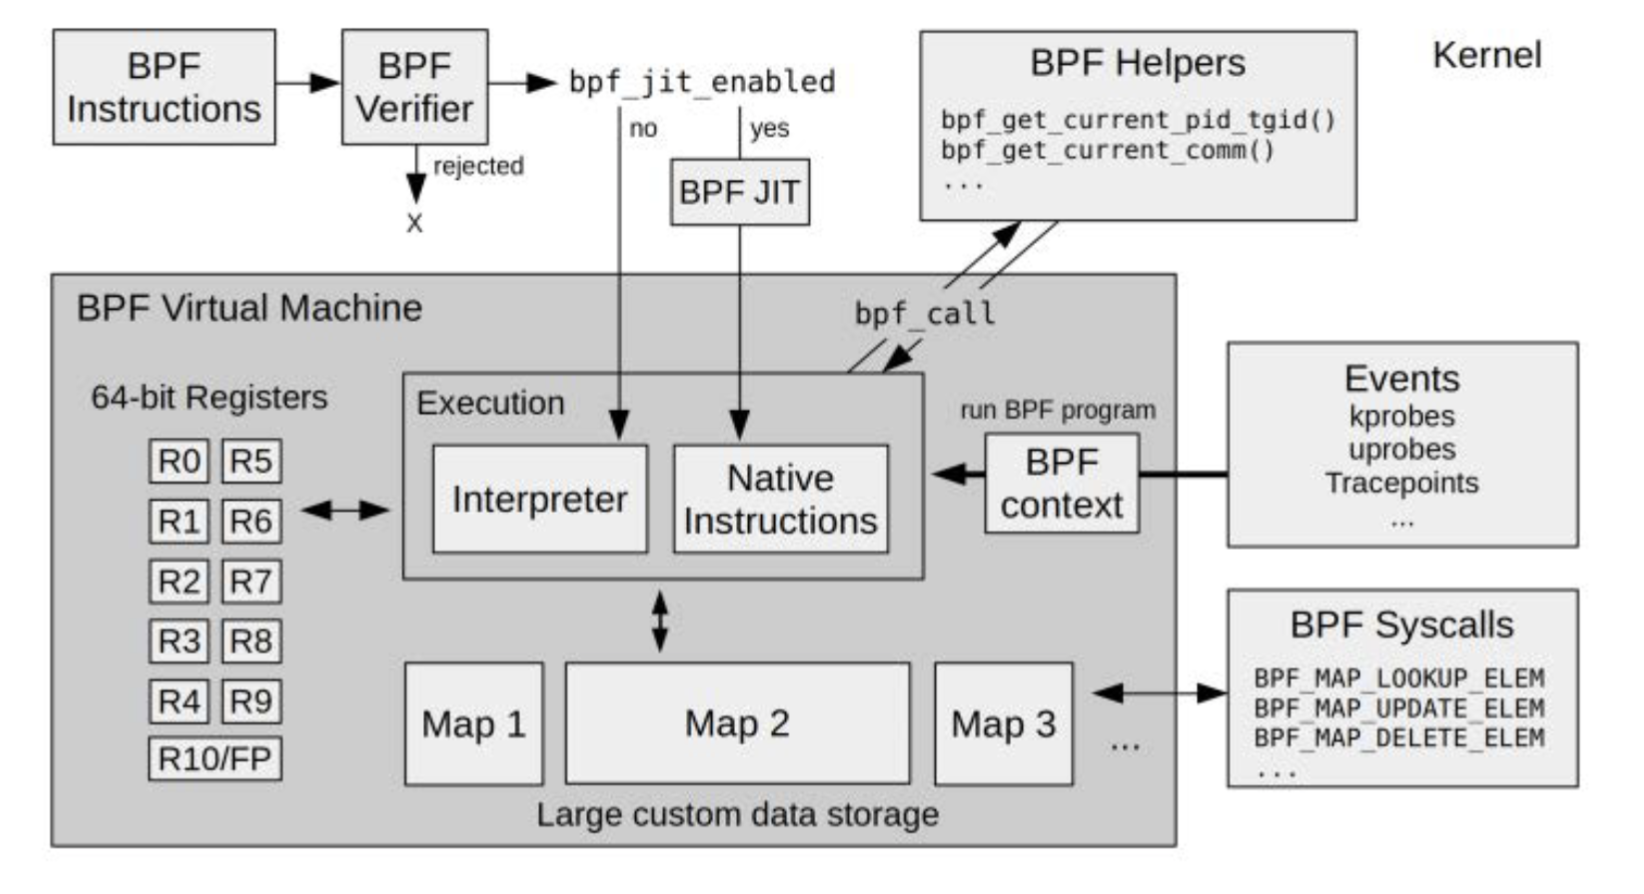 BPF
Instructions
BPF
Verifier
rejected
X
bpf_jit_enabled
no
yes
BPF JIT
BPF Helpers
bpf_get_current_pid_tgid()
bpf_get_current_comm()
...
Kernel
BPF Virtual Machine
bpf_call
64-bit Registers
R0 R5
R1 R6
R2 R7
R3 R8
R4 R9
R10/FP
Execution
Interpreter
Native
Instructions
run BPF program
BPF
context
Events
kprobes
uprobes
Tracepoints
...
Map 1
Map 2
Map 3
...
Large custom data storage
BPF Syscalls
BPF_MAP_LOOKUP_ELEM
BPF_MAP_UPDATE_ELEM
BPF_MAP_DELETE_ELEM
...